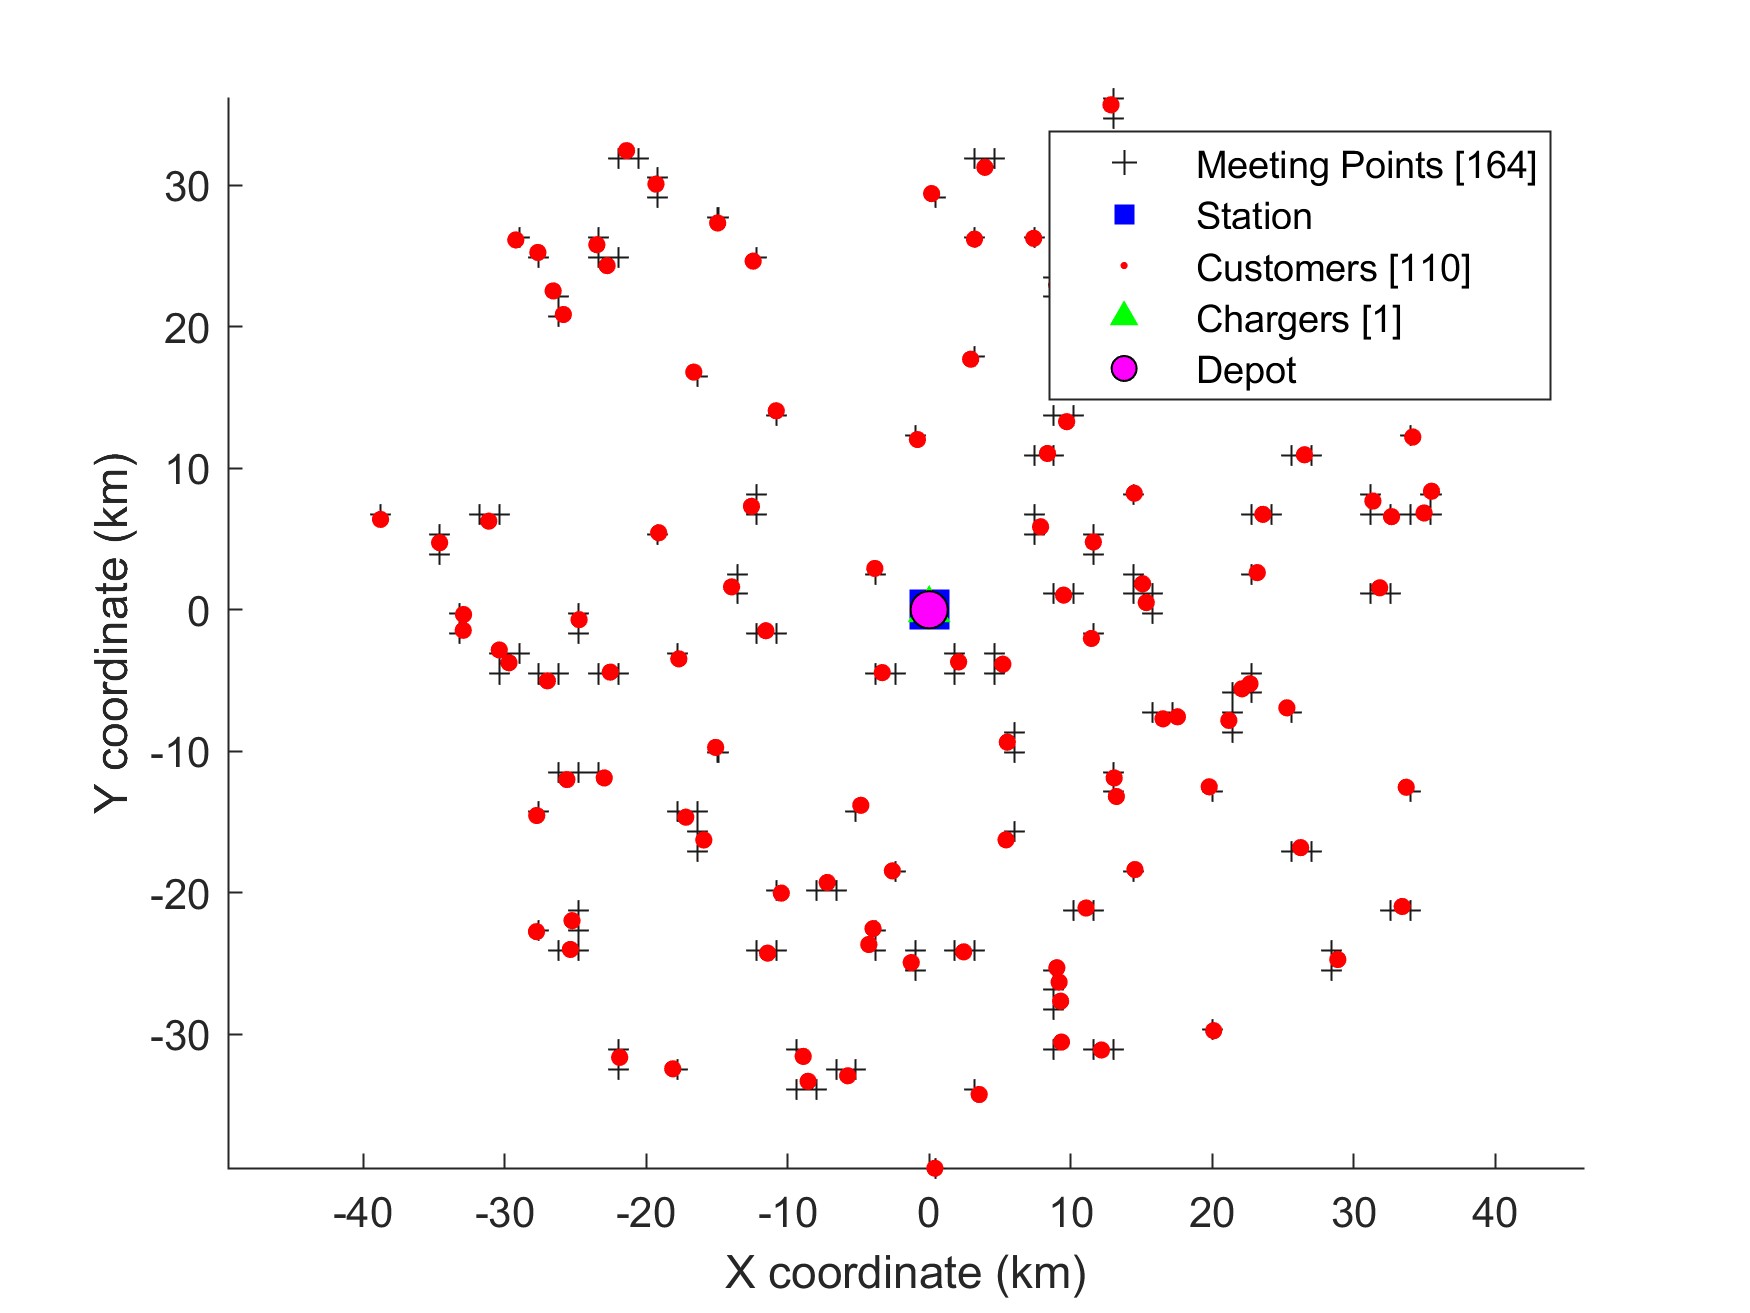 Meeting Points [164]
Station
Customers [110]
Chargers [1]
Depot
30
20
10
0
-10
-20
-30
Y coordinate (km)
-40 -30 -20 -10 0 10 20 30 40
X coordinate (km)